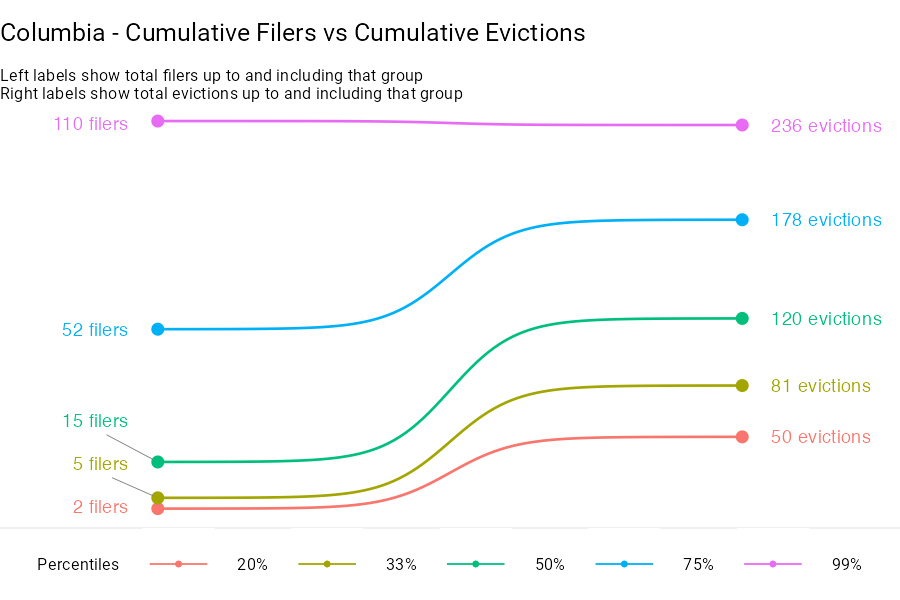 Columbia - Cumulative Filers vs Cumulative Evictions
Left labels show total filers up to and including that group
Right labels show total evictions up to and including that group
110 filers
236 evictions
178 evictions
52 filers
120 evictions
81 evictions
15 filers
50 evictions
5 filers
2 filers
Percentiles 20% 33% 50% 75% 99%